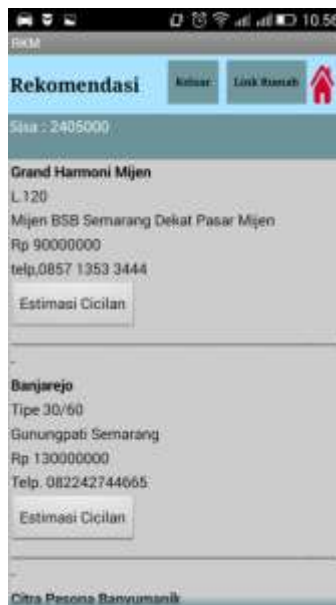 10.56
RKM
Rekomendasi
Keluar
Link Rumah
Sisa : 2405000
Grand Harmoni Mijen
L.120
Mijen BSB Semarang Dekat Pasar Mijen
Rp 90000000
telp,0857 1353 3444
Estimasi Cicilan
-
Banjarejo
Tipe 30/60
Gunungpati Semarang
Rp 130000000
Telp. 082242744665
Estimasi Cicilan
-
Citra Pesona Banyumanik